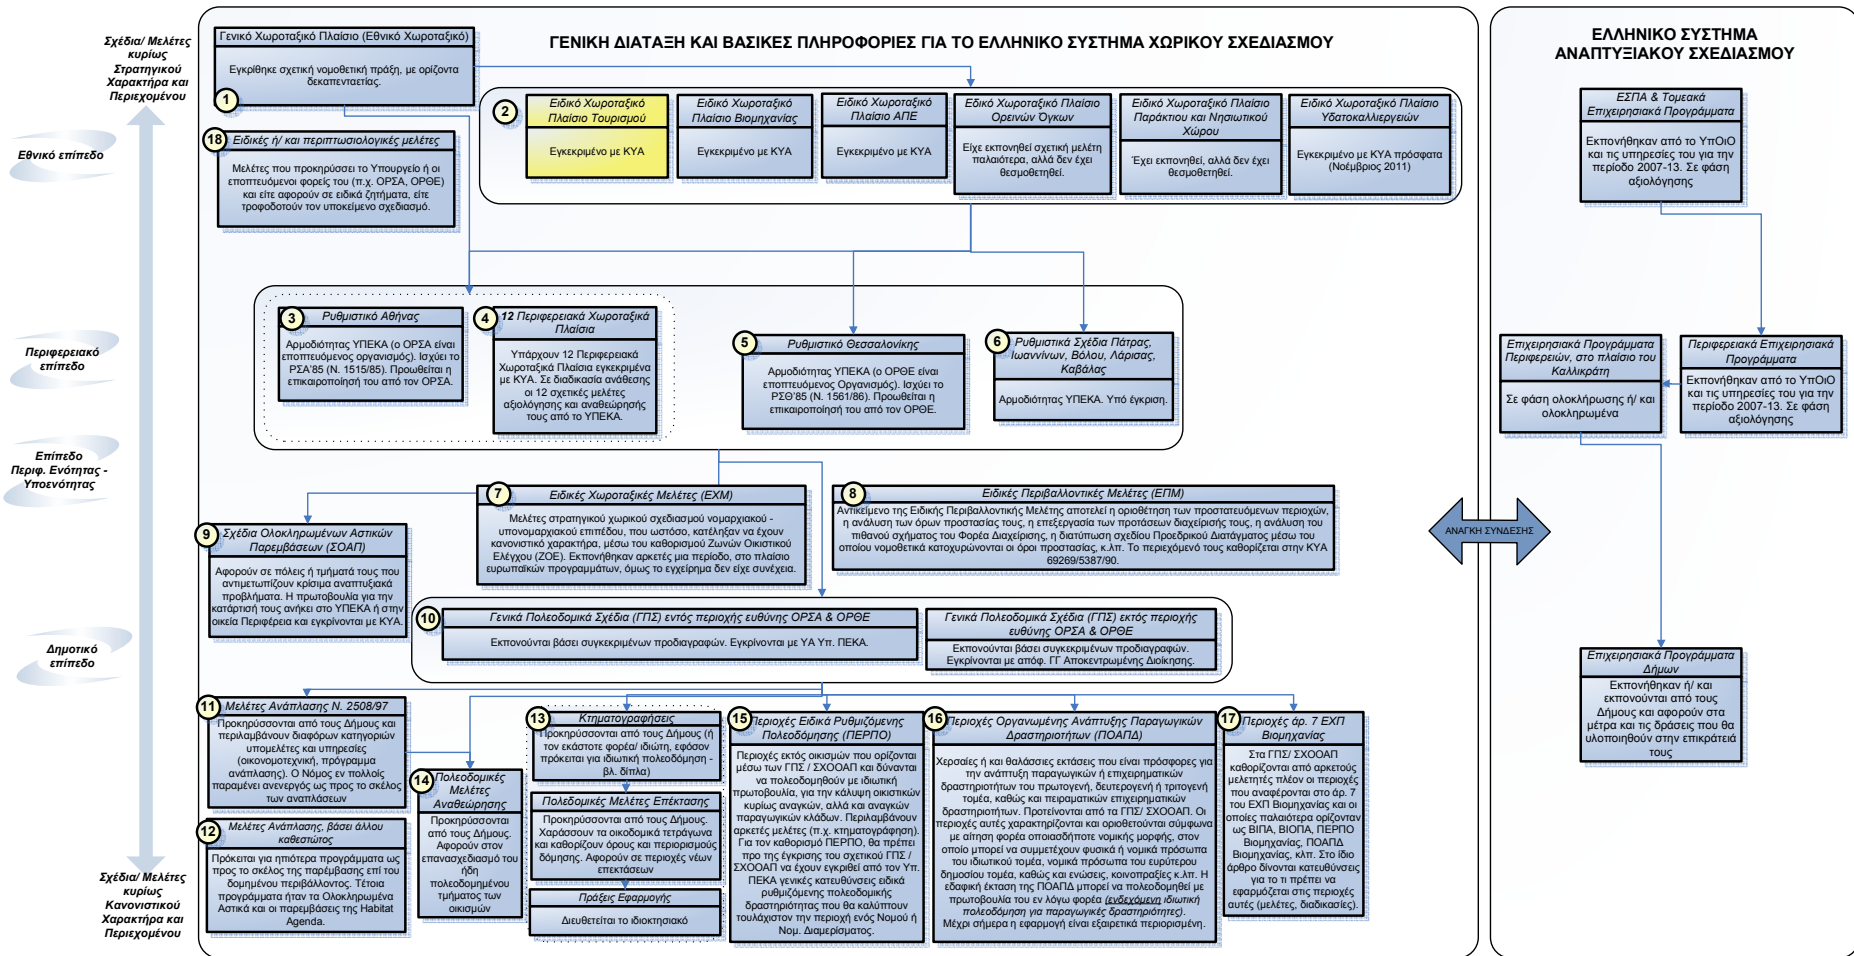 Σχέδια/ Μελέτες
κυρίως
Στρατηγικού
Χαρακτήρα και
Περιεχομένου
Εθνικό επίπεδο
Περιφερειακό
επίπεδο
Επίπεδο
Περιφ. Ενότητας -
Υποενότητας
Δημοτικό
επίπεδο
Σχέδια/ Μελέτες
κυρίως
Κανονιστικού
Χαρακτήρα και
Περιεχομένου
ΓΕΝΙΚΗ ΔΙΑΤΑΞΗ ΚΑΙ ΒΑΣΙΚΕΣ ΠΛΗΡΟΦΟΡΙΕΣ ΓΙΑ ΤΟ ΕΛΛΗΝΙΚΟ ΣΥΣΤΗΜΑ ΧΩΡΙΚΟΥ ΣΧΕΔΙΑΣΜΟΥ
Γενικό Χωροταξικό Πλαίσιο (Εθνικό Χωροταξικό)
Εγκρίθηκε σχετική νομοθετική πράξη, με ορίζοντα
δεκαπενταετίας.
1
18
Ειδικές ή/ και περιπτωσιολογικές μελέτες
Μελέτες που προκηρύσσει το Υπουργείο ή οι
εποπτευόμενοι φορείς του (π.χ. ΟΡΣΑ, ΟΡΘΕ)
και είτε αφορούν σε ειδικά ζητήματα, είτε
τροφοδοτούν τον υποκείμενο σχεδιασμό.
2
Ειδικό Χωροταξικό
Πλαίσιο Τουρισμού
Εγκεκριμένο με ΚΥΑ
Ειδικό Χωροταξικό
Πλαίσιο Βιομηχανίας
Εγκεκριμένο με ΚΥΑ
Ειδικό Χωροταξικό
Πλαίσιο ΑΠΕ
Εγκεκριμένο με ΚΥΑ
Εδικό Χωροταξικό Πλαίσιο
Ορεινών Όγκων
Είχε εκπονηθεί σχετική μελέτη
παλαιότερα, αλλά δεν έχει
θεσμοθετηθεί.
Ειδικό Χωροταξικό Πλαίσιο
Παράκτιου και Νησιωτικού
Χώρου
Έχει εκπονηθεί, αλλά δεν έχει
θεσμοθετηθεί.
Ειδικό Χωροταξικό Πλαίσιο
Υδατοκαλλιεργειών
Εγκεκριμένο με ΚΥΑ πρόσφατα
(Νοέμβριος 2011)
3
Ρυθμιστικό Αθήνας
Αρμοδιότητας ΥΠΕΚΑ (ο ΟΡΣΑ είναι
εποπτευόμενος οργανισμός). Ισχύει το
ΡΣΑ'85 (Ν. 1515/85). Προωθείται η
επικαιροποίησή του από τον ΟΡΣΑ.
4
12 Περιφερειακά Χωροταξικά
Πλαίσια
Υπάρχουν 12 Περιφερειακά
Χωροταξικά Πλαίσια εγκεκριμένα
με ΚΥΑ. Σε διαδικασία ανάθεσης
οι 12 σχετικές μελέτες
αξιολόγησης και αναθεώρησής
τους από το ΥΠΕΚΑ.
5
Ρυθμιστικό Θεσσαλονίκης
Αρμοδιότητας ΥΠΕΚΑ (ο ΟΡΘΕ είναι
εποπτευόμενος Οργανισμός). Ισχύει το
ΡΣΘ'85 (Ν. 1561/86). Προωθείται η
επικαιροποίησή του από τον ΟΡΘΕ.
6
Ρυθμιστικά Σχέδια Πάτρας,
Ιωαννίνων, Βόλου, Λάρισας,
Καβάλας
Αρμοδιότητας ΥΠΕΚΑ. Υπό έγκριση.
7
Ειδικές Χωροταξικές Μελέτες (ΕΧΜ)
Μελέτες στρατηγικού χωρικού σχεδιασμού νομαρχιακού -
υπονομαρχιακού επιπέδου, που ωστόσο, κατέληξαν να έχουν
κανονιστικό χαρακτήρα, μέσω του καθορισμού Ζωνών Οικιστικού
Ελέγχου (ΖΟΕ). Εκπονήθηκαν αρκετές μια περίοδο, στο πλαίσιο
ευρωπαϊκών προγραμμάτων, όμως το εγχείρημα δεν είχε συνέχεια.
8
Ειδικές Περιβαλλοντικές Μελέτες (ΕΠΜ)
Αντικείμενο της Ειδικής Περιβαλλοντικής Μελέτης αποτελεί η οριοθέτηση των προστατευόμενων περιοχών,
η ανάλυση των όρων προστασίας τους, η επεξεργασία των προτάσεων διαχείρισής τους, η ανάλυση του
πιθανού σχήματος του Φορέα Διαχείρισης, η διατύπωση σχεδίου Προεδρικού Διατάγματος μέσω του
οποίου νομοθετικά κατοχυρώνονται οι όροι προστασίας, κ.λπ. Το περιεχόμενό τους καθορίζεται στην ΚΥΑ
69269/5387/90.
9
Σχέδια Ολοκληρωμένων Αστικών
Παρεμβάσεων (ΣΟΑΠ)
Αφορούν σε πόλεις ή τμήματά τους που
αντιμετωπίζουν κρίσιμα αναπτυξιακά
προβλήματα. Η πρωτοβουλία για την
κατάρτισή τους ανήκει στο ΥΠΕΚΑ ή στην
οικεία Περιφέρεια και εγκρίνονται με ΚΥΑ.
10
Γενικά Πολεοδομικά Σχέδια (ΓΠΣ) εντός περιοχής ευθύνης ΟΡΣΑ & ΟΡΘΕ
Εκπονούνται βάσει συγκεκριμένων προδιαγραφών. Εγκρίνονται με ΥΑ Υπ. ΠΕΚΑ.
Γενικά Πολεοδομικά Σχέδια (ΓΠΣ) εκτός περιοχής
ευθύνης ΟΡΣΑ & ΟΡΘΕ
Εκπονούνται βάσει συγκεκριμένων προδιαγραφών.
Εγκρίνονται με απόφ. ΓΓ Αποκεντρωμένης Διοίκησης.
11
Μελέτες Ανάπλασης Ν. 2508/97
Προκηρύσσονται από τους Δήμους και
περιλαμβάνουν διαφόρων κατηγοριών
υπομελέτες και υπηρεσίες
(οικονομοτεχνική, πρόγραμμα
ανάπλασης). Ο Νόμος εν πολλοίς
παραμένει ανενεργός ως προς το σκέλος
των αναπλάσεων
12
Μελέτες Ανάπλασης, βάσει άλλου
καθεστώτος
Πρόκειται για ηπιότερα προγράμματα ως
προς το σκέλος της παρέμβασης επί του
δομημένου περιβάλλοντος. Τέτοια
προγράμματα ήταν τα Ολοκληρωμένα
Αστικά και οι παρεμβάσεις της Habitat
Agenda.
14
Πολεοδομικές
Μελέτες
Αναθεώρησης
Προκηρύσσονται
από τους Δήμους.
Αφορούν στον
επανασχεδιασμό του
ήδη
πολεοδομημένου
τμήματος των
οικισμών
13
Κτηματογραφήσεις
Προκηρύσσονται από τους Δήμους (ή
τον εκάστοτε φορέα/ ιδιώτη, εφόσον
πρόκειται για ιδιωτική πολεοδόμηση -
βλ. δίπλα)
Πολεδομικές Μελέτες Επέκτασης
Προκηρύσσονται από τους Δήμους.
Χαράσσουν τα οικοδομικά τετράγωνα
και καθορίζουν όρους και περιορισμούς
δόμησης. Αφορούν σε περιοχές νέων
επεκτάσεων
Πράξεις Εφαρμογής
Διευθετείται το ιδιοκτησιακό
15
Περιοχές Ειδικά Ρυθμιζόμενης
Πολεοδόμησης (ΠΕΡΠΟ)
Περιοχές εκτός οικισμών που ορίζονται
μέσω των ΓΠΣ / ΣΧΟΟΑΠ και δύνανται
να πολεοδομηθούν με ιδιωτική
πρωτοβουλία, για την κάλυψη οικιστικών
κυρίως αναγκών, αλλά και αναγκών
παραγωγικών κλάδων. Περιλαμβάνουν
αρκετές μελέτες (π.χ. κτηματογράφηση).
Για τον καθορισμό ΠΕΡΠΟ, θα πρέπει
προ της έγκρισης του σχετικού ΓΠΣ /
ΣΧΟΟΑΠ να έχουν εγκριθεί από τον Υπ.
ΠΕΚΑ γενικές κατευθύνσεις ειδικά
ρυθμιζόμενης πολεοδομικής
δραστηριότητας που θα καλύπτουν
τουλάχιστον την περιοχή ενός Νομού ή
Νομ. Διαμερίσματος.
16
Περιοχές Οργανωμένης Ανάπτυξης Παραγωγικών
Δραστηριοτήτων (ΠΟΑΠΔ)
Χερσαίες ή και θαλάσσιες εκτάσεις που είναι πρόσφορες για
την ανάπτυξη παραγωγικών ή επιχειρηματικών
δραστηριοτήτων του πρωτογενή, δευτερογενή ή τριτογενή
τομέα, καθώς και πειραματικών επιχειρηματικών
δραστηριοτήτων. Προτείνονται από τα ΓΠΣ/ ΣΧΟΟΑΠ. Οι
περιοχές αυτές χαρακτηρίζονται και οριοθετούνται σύμφωνα
με αίτηση φορέα οποιασδήποτε νομικής μορφής, στον
οποίο μπορεί να συμμετέχουν φυσικά ή νομικά πρόσωπα
του ιδιωτικού τομέα, νομικά πρόσωπα του ευρύτερου
δημοσίου τομέα, καθώς και ενώσεις, κοινοπραξίες κ.λπ. Η
εδαφική έκταση της ΠΟΑΠΔ μπορεί να πολεοδομηθεί με
πρωτοβουλία του εν λόγω φορέα (ενδεχόμενη ιδιωτική
πολεοδόμηση για παραγωγικές δραστηριότητες).
Μέχρι σήμερα η εφαρμογή είναι εξαιρετικά περιορισμένη.
17
Περιοχές άρ. 7 ΕΧΠ
Βιομηχανίας
Στα ΓΠΣ/ ΣΧΟΟΑΠ
καθορίζονται από αρκετούς
μελετητές πλέον οι περιοχές
που αναφέρονται στο άρ. 7
του ΕΧΠ Βιομηχανίας και οι
οποίες παλαιότερα ορίζονταν
ως ΒΙΠΑ, ΒΙΟΠΑ, ΠΕΡΠΟ
Βιομηχανίας, ΠΟΑΠΔ
Βιομηχανίας, κλπ. Στο ίδιο
άρθρο δίνονται κατευθύνσεις
για το τι πρέπει να
εφαρμόζεται στις περιοχές
αυτές (μελέτες, διαδικασίες).
ΑΝΑΓΚΗ ΣΥΝΔΕΣΗΣ
ΕΛΛΗΝΙΚΟ ΣΥΣΤΗΜΑ
ΑΝΑΠΤΥΞΙΑΚΟΥ ΣΧΕΔΙΑΣΜΟΥ
ΕΣΠΑ & Τομεακά
Επιχειρησιακά Προγράμματα
Εκπονήθηκαν από το ΥπΟιΟ
και τις υπηρεσίες του για την
περίοδο 2007-13. Σε φάση
αξιολόγησης
Επιχειρησιακά Προγράμματα
Περιφερειών, στο πλαίσιο του
Καλλικράτη
Σε φάση ολοκλήρωσης ή/ και
ολοκληρωμένα
Περιφερειακά Επιχειρησιακά
Προγράμματα
Εκπονήθηκαν από το ΥπΟιΟ
και τις υπηρεσίες του για την
περίοδο 2007-13. Σε φάση
αξιολόγησης
Επιχειρησιακά Προγράμματα
Δήμων
Εκπονήθηκαν ή/ και
εκπονούνται από τους
Δήμους και αφορούν στα
μέτρα και τις δράσεις που θα
υλοποιηθούν στην επικράτειά
τους